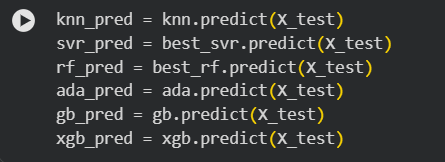 knn_pred = knn.predict(X_test)
svr_pred = best_svr.predict(X_test)
rf_pred = best_rf.predict(X_test)
ada_pred = ada.predict(X_test)
gb_pred = gb.predict(X_test)
xgb_pred = xgb.predict(X_test)